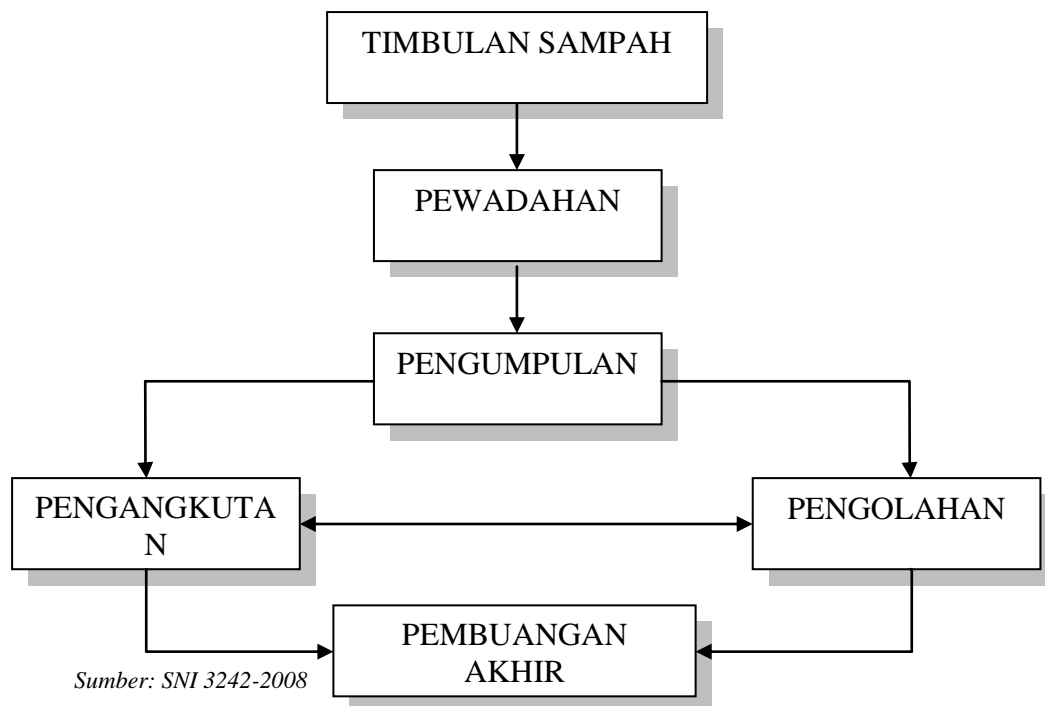 TIMBULAN SAMPAH
PEWADAHAN
PENGUMPULAN
PENGANGKUTA
N
PENGOLAHAN
PEMBUANGAN
AKHIR
Sumber: SNI 3242-2008